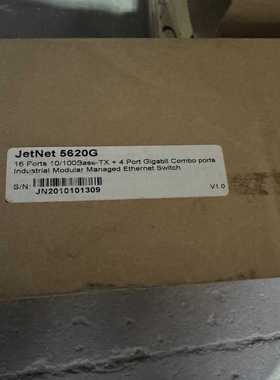 JetNet 5620G
16 Ports 10/100Base-TX + 4 Port Gigabit Combo ports
Industrial Modular Managed Ethernet Switch
S/N:
JN2010101309
V1.0